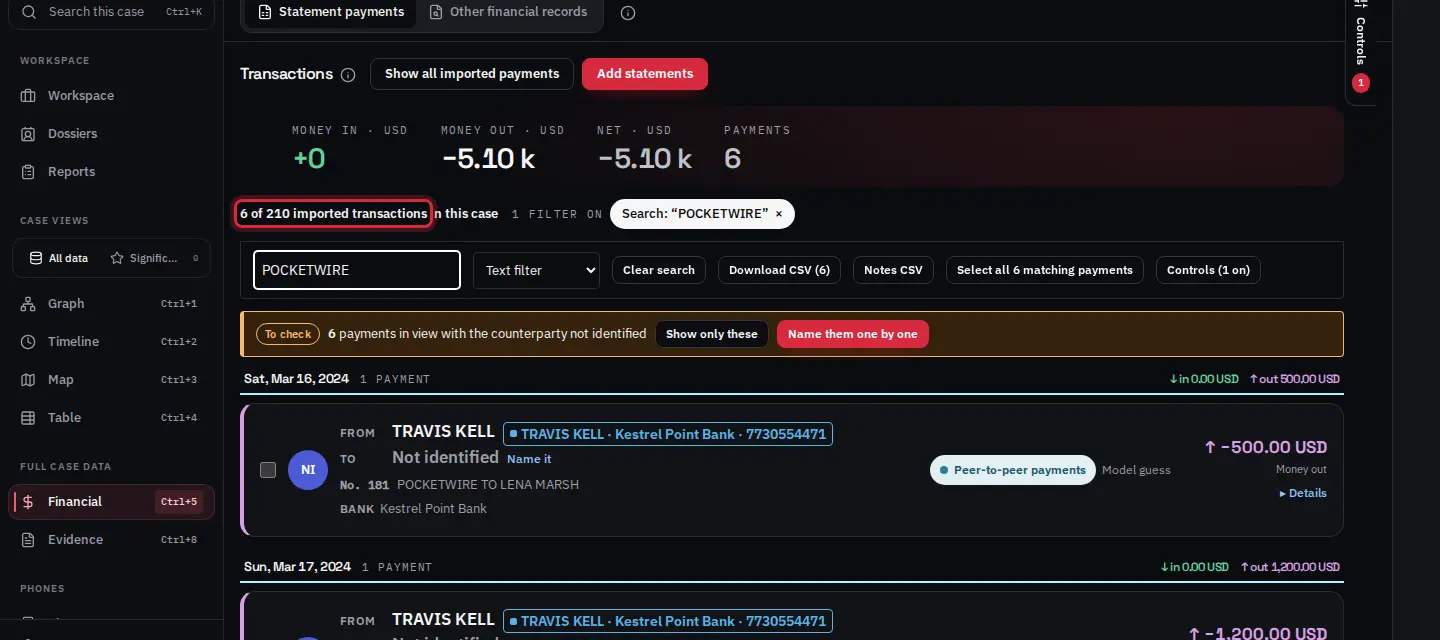 Search this case Ctrl+K
Statement payments
Other financial records
Controls
1
WORKSPACE
Workspace
Dossiers
Reports
CASE VIEWS
All data
Signific... 0
Graph Ctrl+1
Timeline Ctrl+2
Map Ctrl+3
Table Ctrl+4
FULL CASE DATA
Financial Ctrl+5
Evidence Ctrl+8
PHONES
Transactions
Show all imported payments
Add statements
MONEY IN · USD MONEY OUT · USD NET · USD PAYMENTS
+0 −5.10 k −5.10 k 6
6 of 210 imported transactions n this case 1 FILTER ON Search: “POCKETWIRE” ×
POCKETWIRE Text filter Clear search Download CSV (6) Notes CSV Select all 6 matching payments Controls (1 on)
To check 6 payments in view with the counterparty not identified Show only these Name them one by one
Sat, Mar 16, 2024 1 PAYMENT ↓ in 0.00 USD ↑ out 500.00 USD
NI
FROM TRAVIS KELL TRAVIS KELL · Kestrel Point Bank · 7730554471
TO Not identified Name it
No. 181 POCKETWIRE TO LENA MARSH
BANK Kestrel Point Bank
Peer-to-peer payments Model guess
↑ −500.00 USD
Money out
▸ Details
Sun, Mar 17, 2024 1 PAYMENT ↓ in 0.00 USD ↑ out 1,200.00 USD
FROM TRAVIS KELL TRAVIS KELL · Kestrel Point Bank · 7730554471
Not identified
↑ −1,200.00 USD